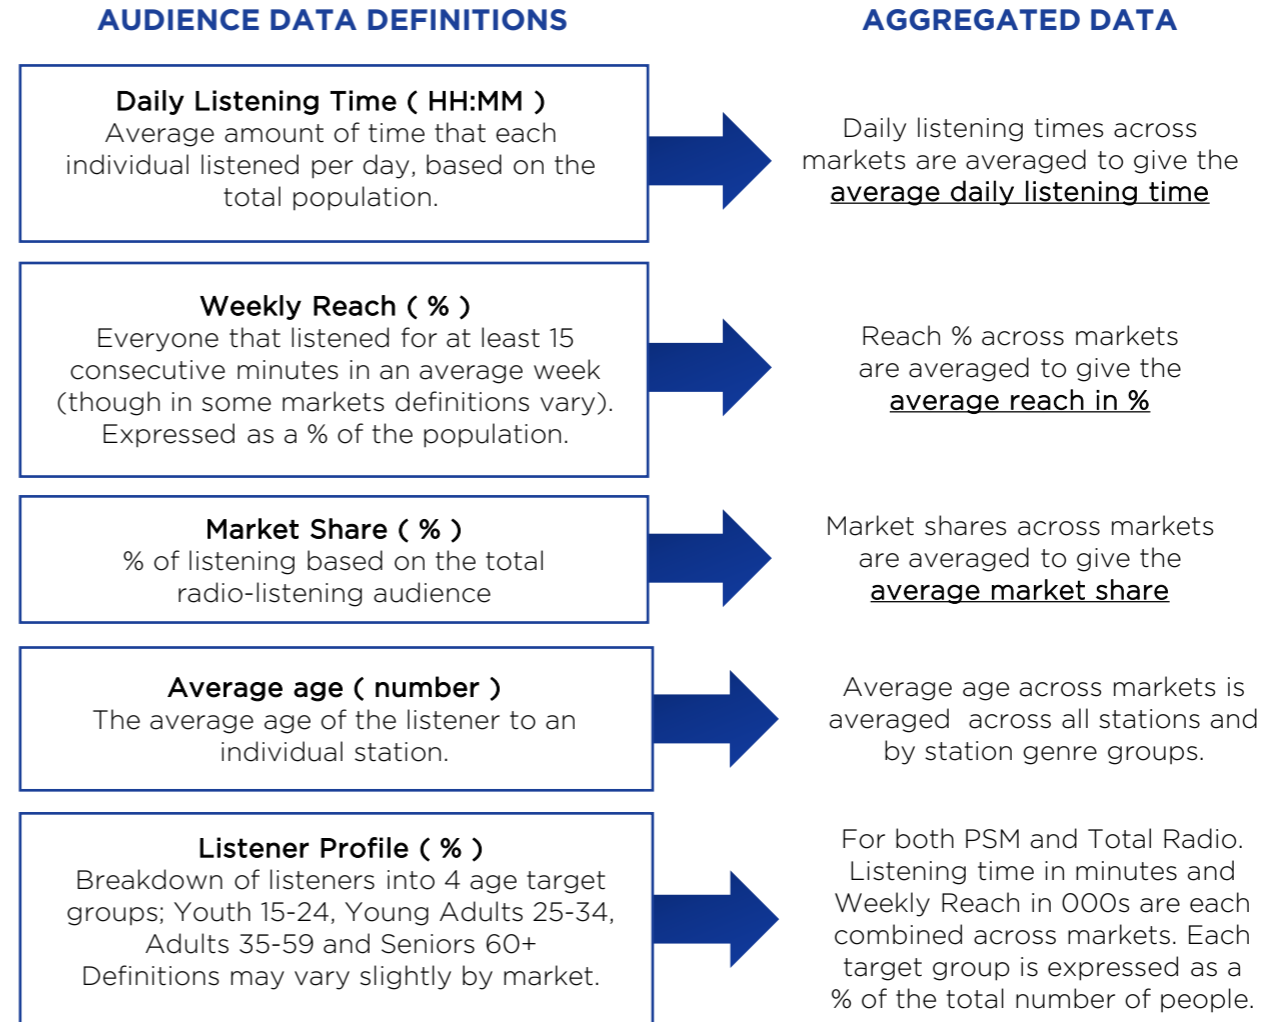 AUDIENCE DATA DEFINITIONS
AGGREGATED DATA
Daily Listening Time ( HH:MM )
Average amount of time that each
individual listened per day, based on the
total population.
Daily listening times across
markets are averaged to give the
average daily listening time
Weekly Reach ( % )
Everyone that listened for at least 15
consecutive minutes in an average week
(though in some markets definitions vary).
Expressed as a % of the population.
Reach % across markets
are averaged to give the
average reach in %
Market Share ( % )
% of listening based on the total
radio-listening audience
Market shares across markets
are averaged to give the
average market share
Average age ( number )
The average age of the listener to an
individual station.
Average age across markets is
averaged  across all stations and
by station genre groups.
Listener Profile ( % )
Breakdown of listeners into 4 age target
groups; Youth 15-24, Young Adults 25-34,
Adults 35-59 and Seniors 60+
Definitions may vary slightly by market.
For both PSM and Total Radio.
Listening time in minutes and
Weekly Reach in 000s are each
combined across markets. Each
target group is expressed as a
% of the total number of people.